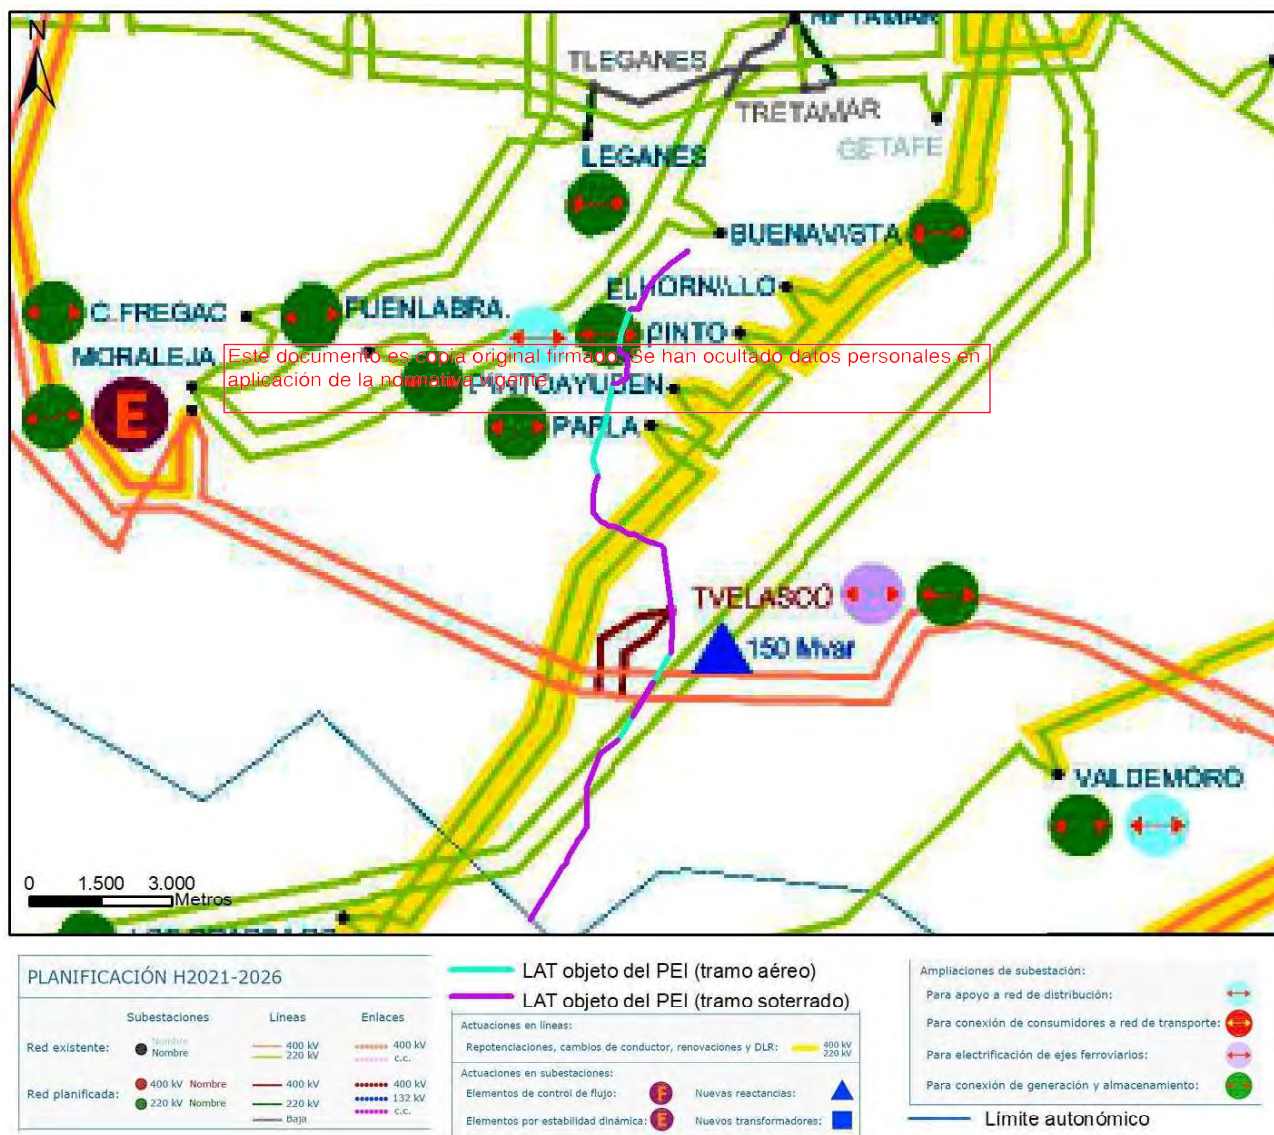 N
TLEGANES
TRETAMAR
GETAFE
LEGANES
BUENAVISTA
ELHORNILLO
C.FREGAC
FUENLABRA.
PINTO
MORALEJA
Este documento es copia original firmado. Se han ocultado datos personales en
aplicación de la normativa vigente
PINTOAYUDEN
E
PARLA
TVELASCO
150 Mvar
VALDEMORO
0 1.500 3.000
Metros
PLANIFICACIÓN H2021-2026
Subestaciones Líneas Enlaces
Red existente: Nombre Nombre 400 kV 220 kV 400 kV c.c.
Red planificada: 400 kV Nombre 400 kV 400 kV
132 kV
220 kV Nombre 220 kV c.c.
Baja
LAT objeto del PEI (tramo aéreo)
LAT objeto del PEI (tramo soterrado)
Actuaciones en líneas:
Repotenciaciones, cambios de conductor, renovaciones y DLR: 400 kV 220 kV
Actuaciones en subestaciones:
Elementos de control de flujo: F Nuevas reactancias:
Elementos por estabilidad dinámica: E Nuevos transformadores:
Ampliaciones de subestación:
Para apoyo a red de distribución:
Para conexión de consumidores a red de transporte:
Para electrificación de ejes ferroviarios:
Para conexión de generación y almacenamiento:
Límite autonómico